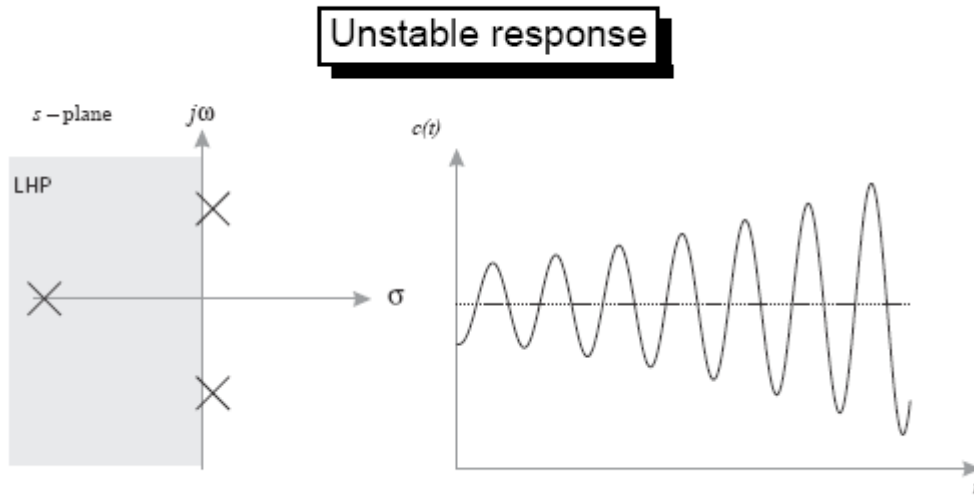 Unstable response
s – plane
jω
c(t)
LHP
σ